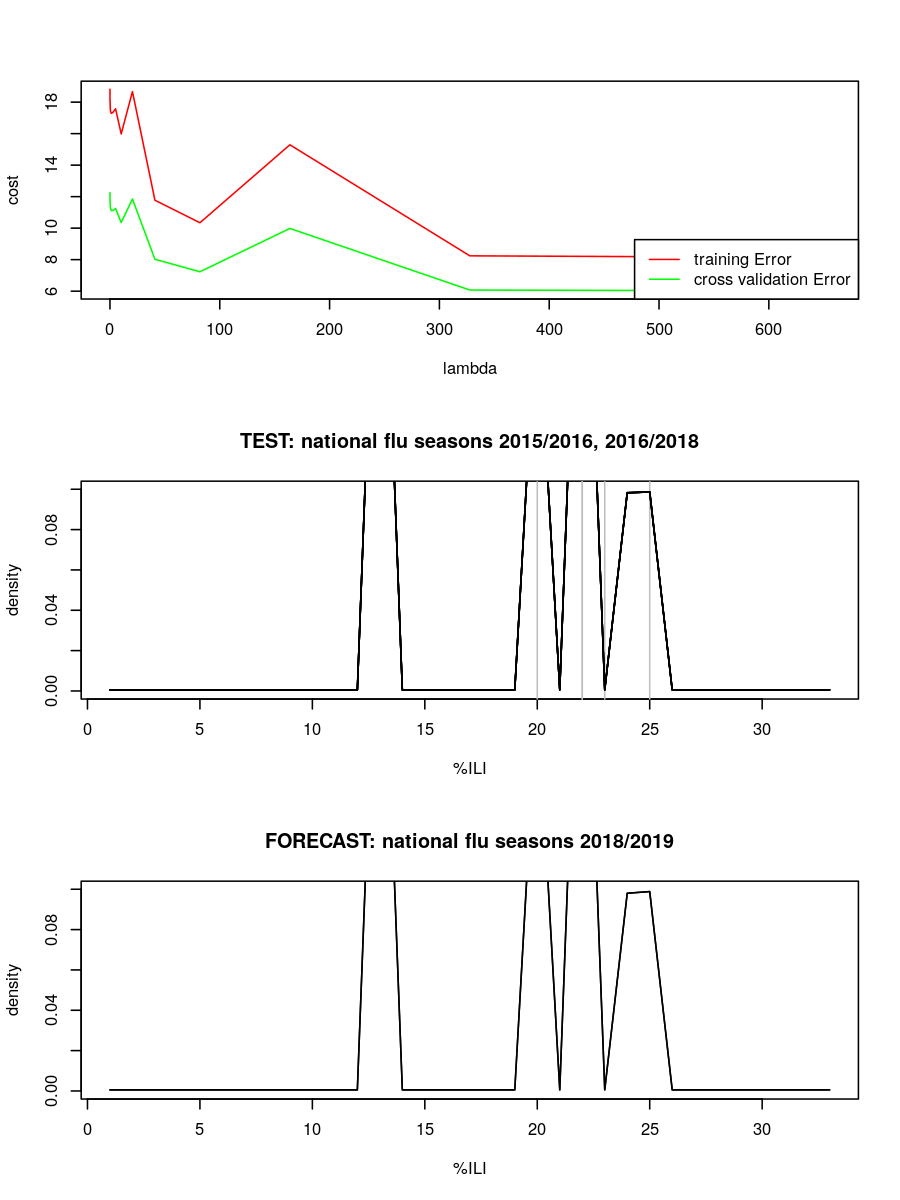 cost
18
14
10
8
6
training Error
cross validation Error
0 100 200 300 400 500 600
lambda
TEST: national flu seasons 2015/2016, 2016/2018
density
0.08
0.04
0.00
0 5 10 15 20 25 30
%ILI
FORECAST: national flu seasons 2018/2019
density
0.08
0.04
0.00
0 5 10 15 20 25 30
%ILI